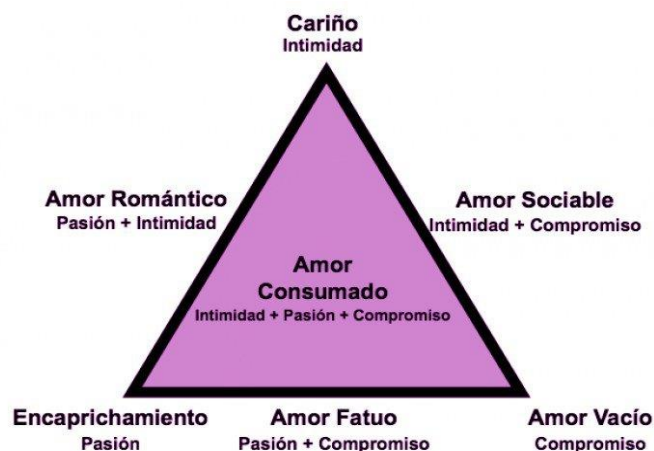 Cariño
Intimidad
Amor Romántico
Pasión + Intimidad
Amor Sociable
Intimidad + Compromiso
Amor
Consumado
Intimidad + Pasión + Compromiso
Encaprichamiento
Pasión
Amor Fatuo
Pasión + Compromiso
Amor Vacío
Compromiso